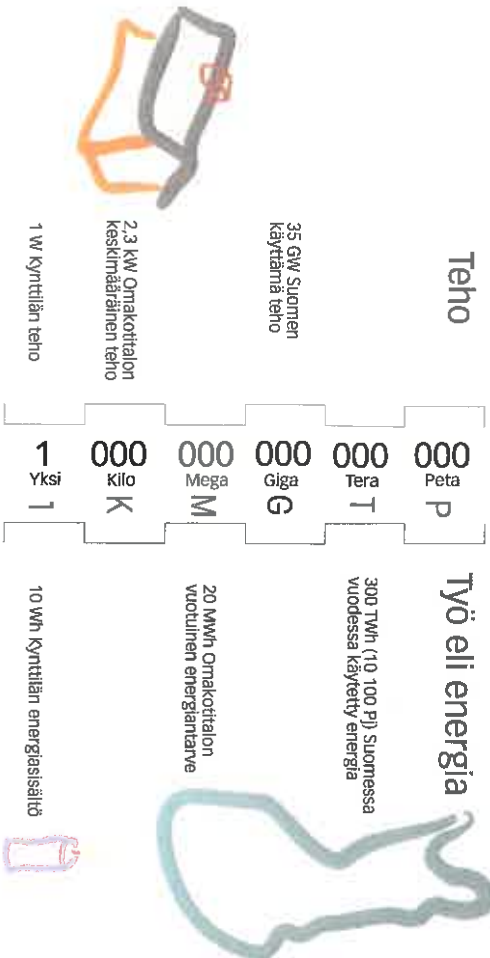 Teho
35 GW Suomen
käyttämä teho
2,3 kW Omakotitalon
keskimääräinen teho
1 W Kynttilän teho
1
Yksi
1
000
Kilo
K
000
Mega
M
000
Giga
G
000
Tera
T
000
Peta
P
Työ eli energia
300 TWh (10 100 Pj) Suomessa
vuodessa käytetty energia
20 MWh Omakotitalon
vuotuinen energiantarve
10 Wh Kynttilän energiasisältö